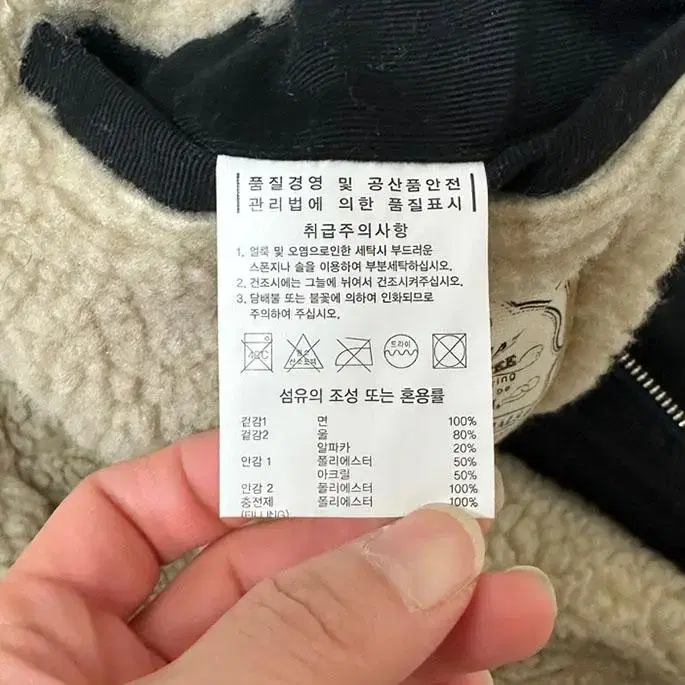 품질경영 및 공산품안전
관리법에 의한 품질표시
취급주의사항
1. 얼룩 및 오염으로인한 세탁시 부드러운
스폰지나 솔을 이용하여 부분세탁하십시오.
2. 건조시에는 그늘에 뉘어서 건조시켜주십시오.
3. 담배불 또는 불꽃에 의하여 인화되므로
주의하여 주십시오.
40℃
드라이
섬유의 조성 또는 혼용률
겉감1 면 100%
겉감2 울 80%
알파카 20%
안감 1 폴리에스터 50%
아크릴 50%
안감 2 폴리에스터 100%
충전제 폴리에스터 100%
(FILLING)